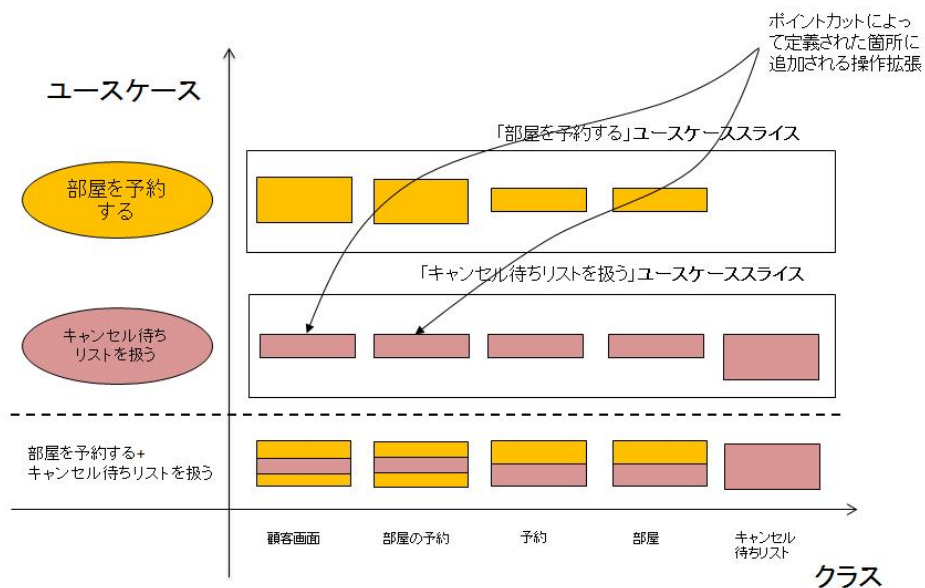 ポイントカットによっ
て定義された箇所に
追加される操作拡張
ユースケース
「部屋を予約する」ユースケーススライス
部屋を予約
する
「キャンセル待ちリストを扱う」ユースケーススライス
キャンセル待ち
リストを扱う
部屋を予約する+
キャンセル待ちリストを扱う
顧客画面
部屋の予約
予約
部屋
キャンセル
待ちリスト
クラス